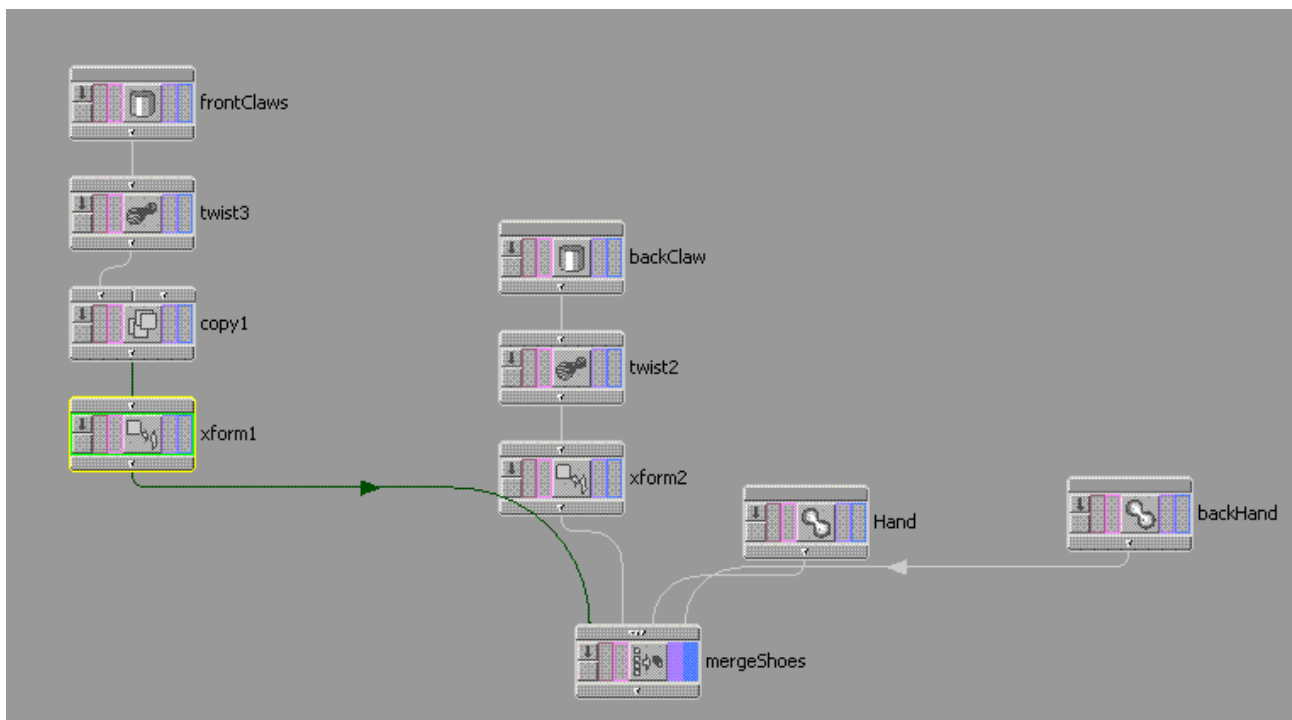 frontClaws
twist3
copy1
xform1
backClaw
twist2
xform2
Hand
backHand
mergeShoes